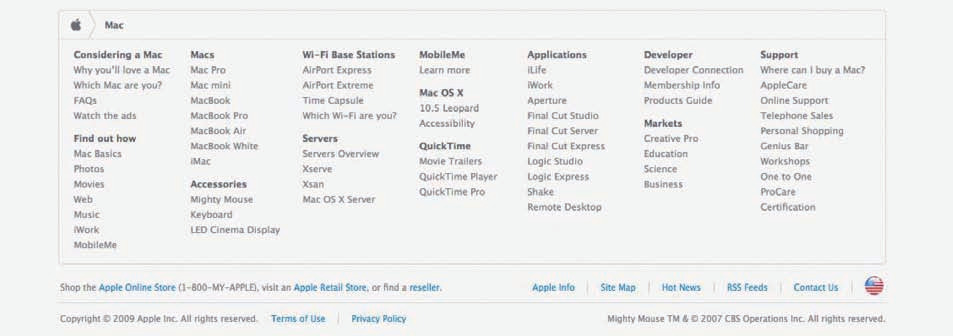 Mac
Considering a Mac
Why you'll love a Mac
Which Mac are you?
FAQs
Watch the ads
Find out how
Mac Basics
Photos
Movies
Web
Music
iWork
MobileMe
Macs
Mac Pro
Mac mini
MacBook
MacBook Pro
MacBook Air
MacBook White
iMac
Accessories
Mighty Mouse
Keyboard
LED Cinema Display
Wi-Fi Base Stations
AirPort Express
AirPort Extreme
Time Capsule
Which Wi-Fi are you?
Servers
Servers Overview
Xserve
Xsan
Mac OS X Server
MobileMe
Learn more
Mac OS X
10.5 Leopard
Accessibility
QuickTime
Movie Trailers
QuickTime Player
QuickTime Pro
Applications
iLife
iWork
Aperture
Final Cut Studio
Final Cut Server
Final Cut Express
Logic Studio
Logic Express
Shake
Remote Desktop
Developer
Developer Connection
Membership Info
Products Guide
Markets
Creative Pro
Education
Science
Business
Support
Where can I buy a Mac?
AppleCare
Online Support
Telephone Sales
Personal Shopping
Genius Bar
Workshops
One to One
ProCare
Certification
Shop the Apple Online Store (1-800-MY-APPLE), visit an Apple Retail Store, or find a reseller.
Apple Info | Site Map | Hot News | RSS Feeds | Contact Us
Copyright © 2009 Apple Inc. All rights reserved. Terms of Use | Privacy Policy
Mighty Mouse TM & © 2007 CBS Operations Inc. All rights reserved.